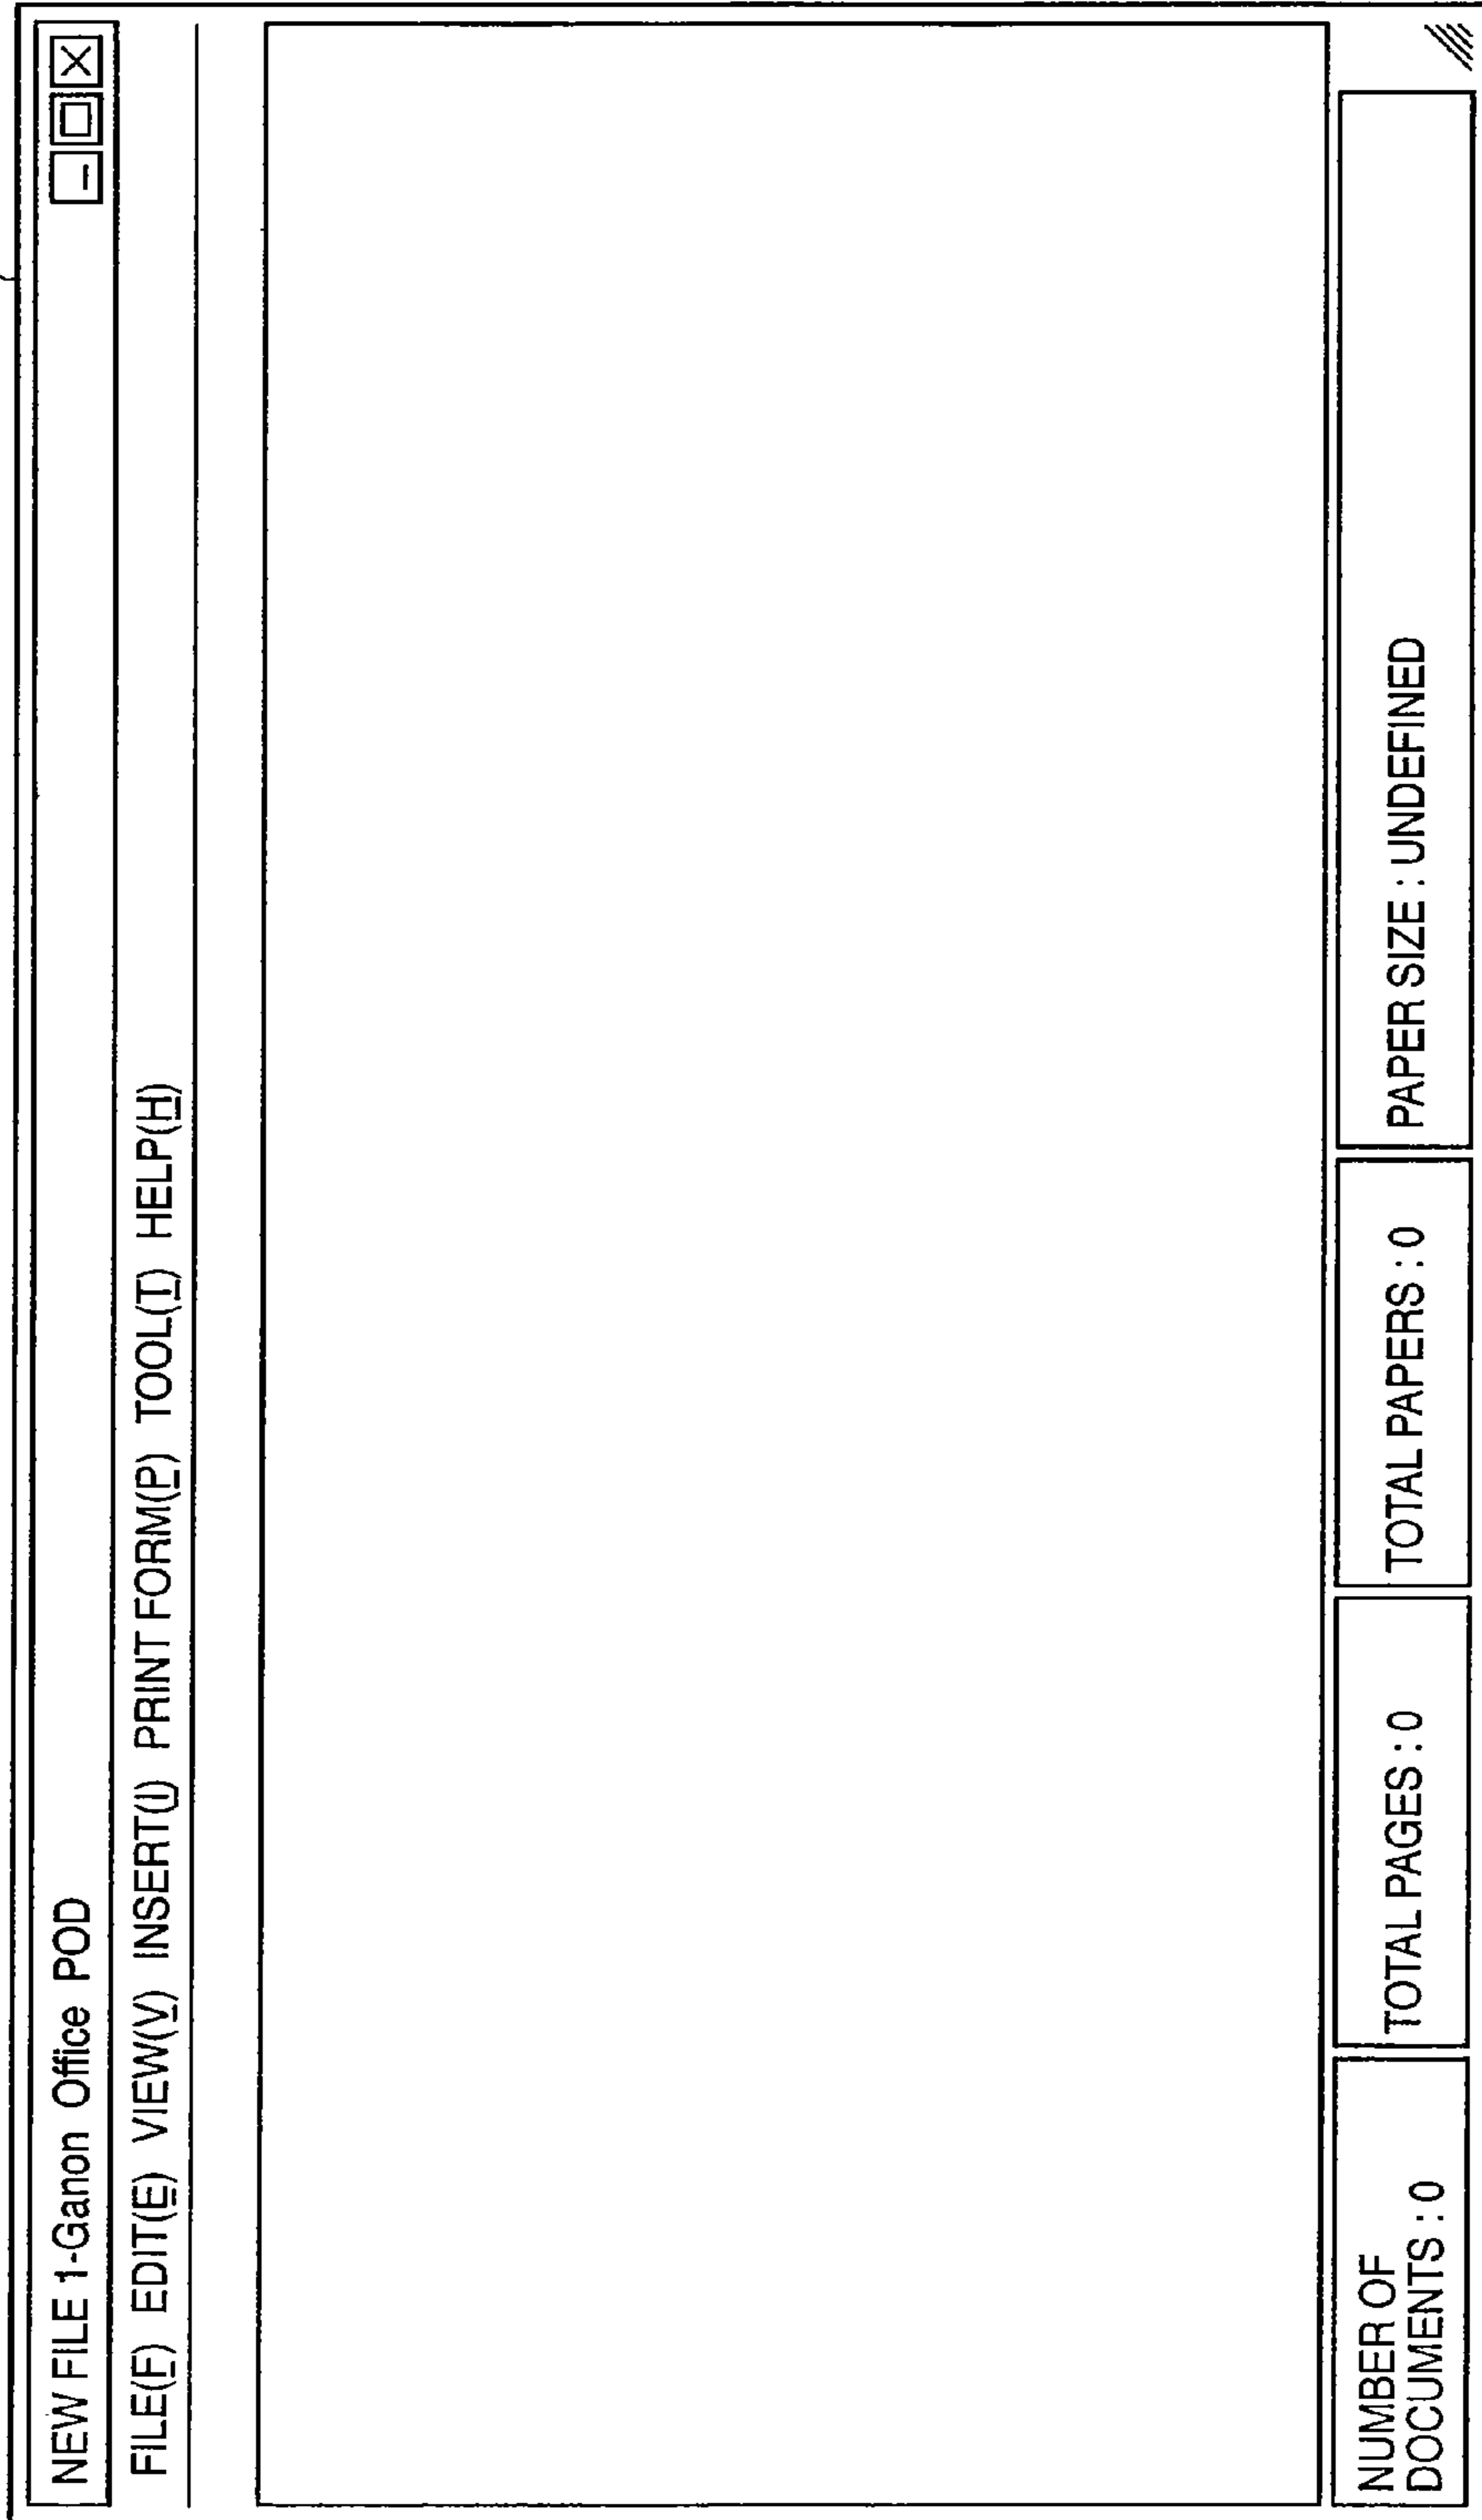 NEW FILE 1-Ganon Office POD
FILE(F) EDIT(E) VIEW(V) INSERT(I) PRINT FORM(P) TOOL(T) HELP(H)
NUMBER OF
DOCUMENTS : 0
TOTAL PAGES : 0
TOTAL PAPERS : 0
PAPER SIZE : UNDEFINED